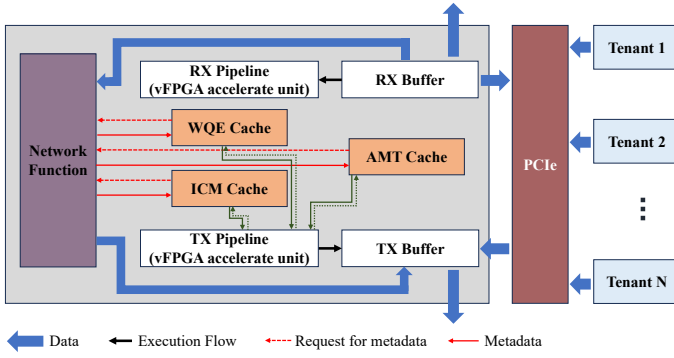 RX Pipeline
(vFPGA accelerate unit)
RX Buffer
Tenant 1
WQE Cache
Network
Function
AMT Cache
PCIe
Tenant 2
ICM Cache
TX Pipeline
(vFPGA accelerate unit)
TX Buffer
Tenant N
Data
Execution Flow
Request for metadata
Metadata